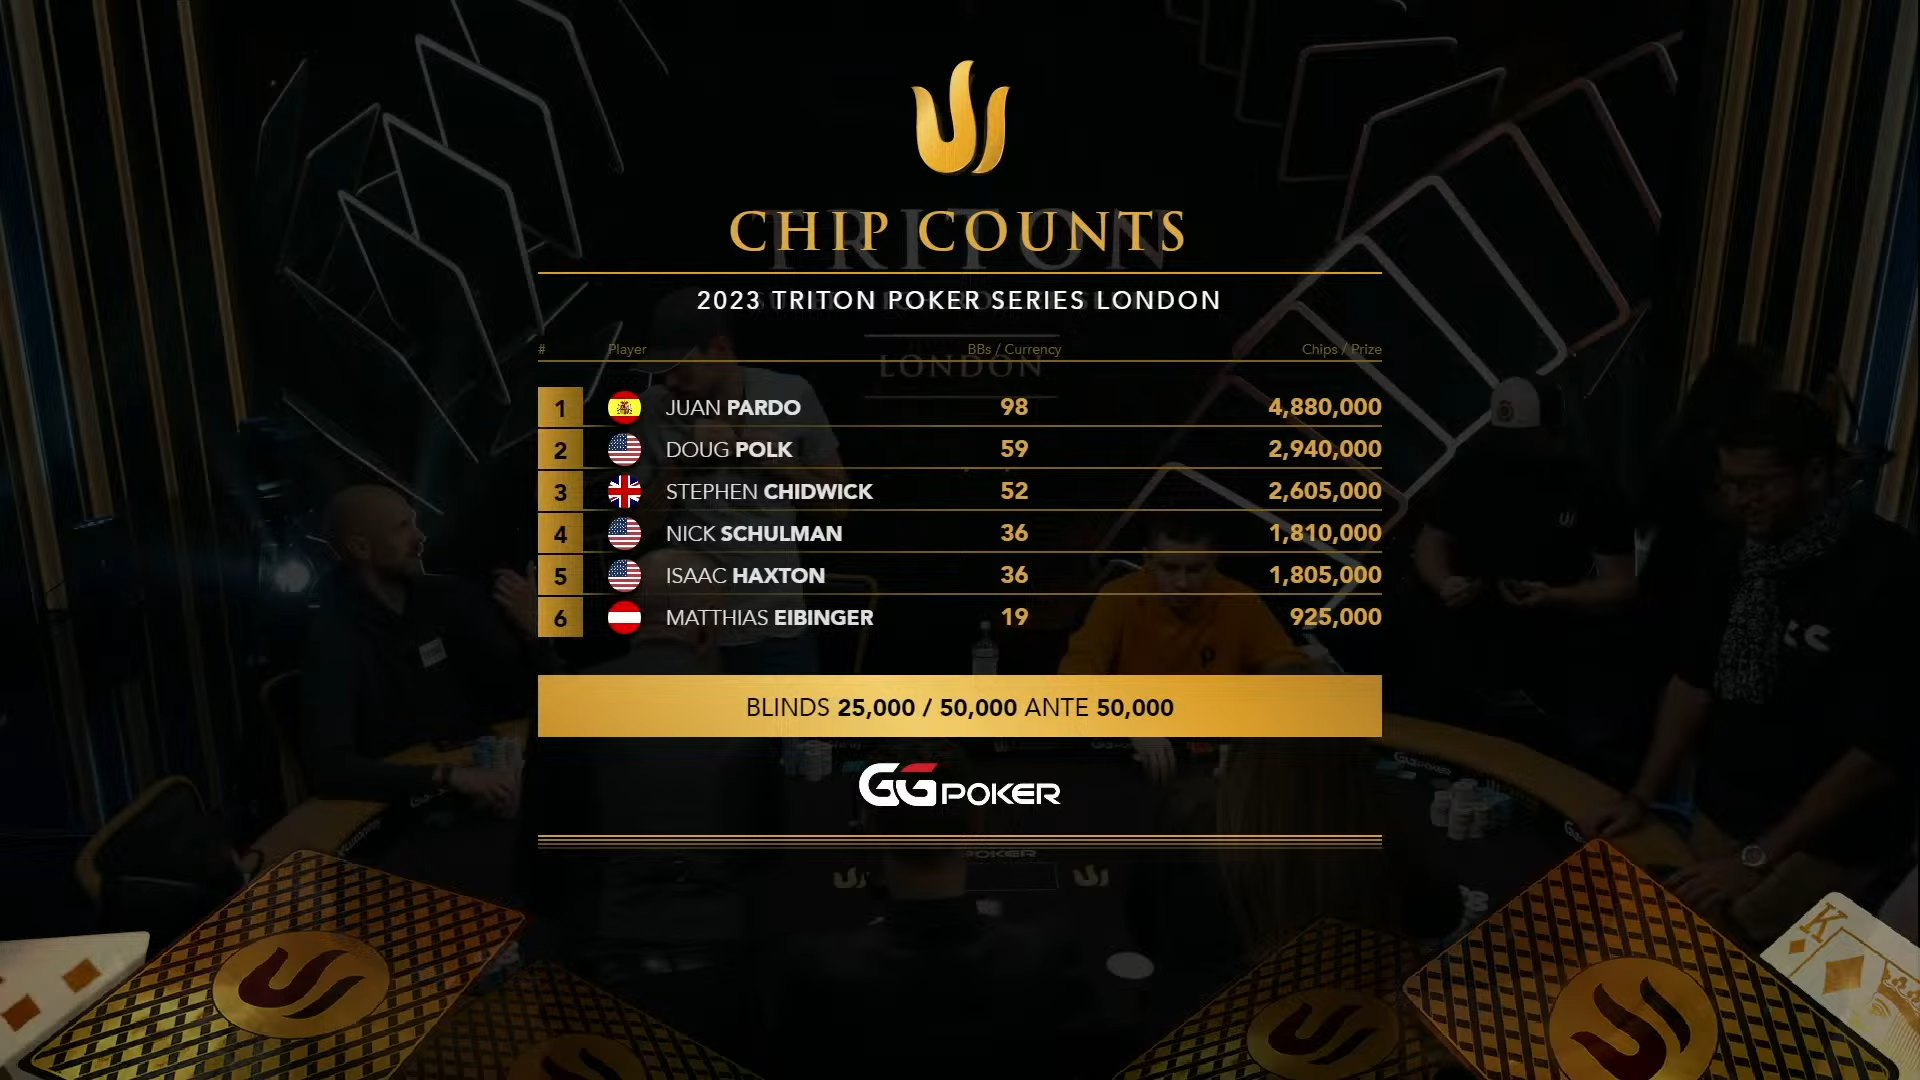 CHIP COUNTS
TRITON
2023 TRITON POKER SERIES LONDON
LONDON
# Player BBs / Currency Chips / Prize
1 JUAN PARDO 98 4,880,000
2 DOUG POLK 59 2,940,000
3 STEPHEN CHIDWICK 52 2,605,000
4 NICK SCHULMAN 36 1,810,000
5 ISAAC HAXTON 36 1,805,000
6 MATTHIAS EIBINGER 19 925,000
BLINDS 25,000 / 50,000 ANTE 50,000
GGPOKER
POKER
K